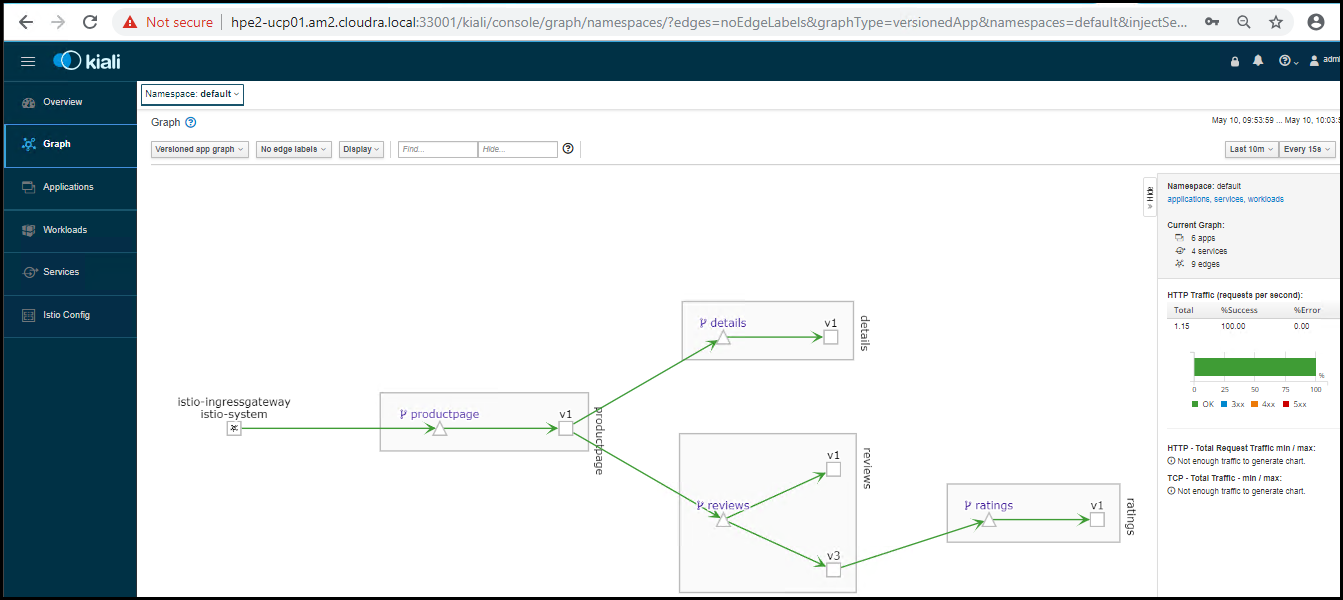 Not secure
hpe2-ucp01.am2.cloudra.local:33001/kiali/console/graph/namespaces/?edges=noEdgeLabels&graphType=versionedApp&namespaces=default&injectSe...
kiali
Overview
Graph
Applications
Workloads
Services
Istio Config
Namespace: default
Graph
May 10, 09:53:59 ... May 10, 10:03:5
Versioned app graph
No edge labels
Display
Find...
Hide...
Last 10m
Every 15s
Hide
Namespace: default
applications, services, workloads
Current Graph:
6 apps
4 services
9 edges
HTTP Traffic (requests per second):
Total %Success %Error
1.15 100.00 0.00
%
0 25 50 75 100
OK 3xx 4xx 5xx
HTTP - Total Request Traffic min / max:
Not enough traffic to generate chart.
TCP - Total Traffic - min / max:
Not enough traffic to generate chart.
istio-ingressgateway
istio-system
productpage
v1
productpage
details
v1
details
reviews
v1
v3
reviews
ratings
v1
ratings